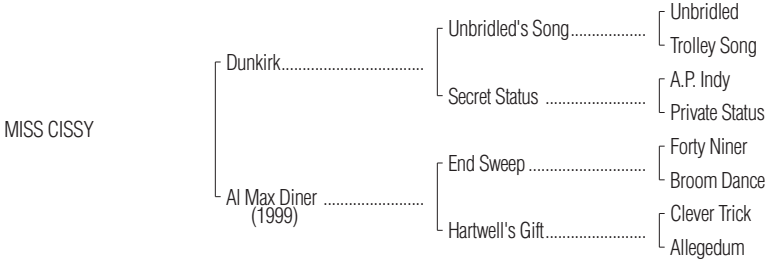 Unbridled
Unbridled's Song..................
Trolley Song
Dunkirk.................................
A.P. Indy
Secret Status .......................
Private Status
MISS CISSY
Forty Niner
End Sweep ...........................
Broom Dance
Al Max Diner .......................
(1999)
Clever Trick
Hartwell's Gift.......................
Allegedum